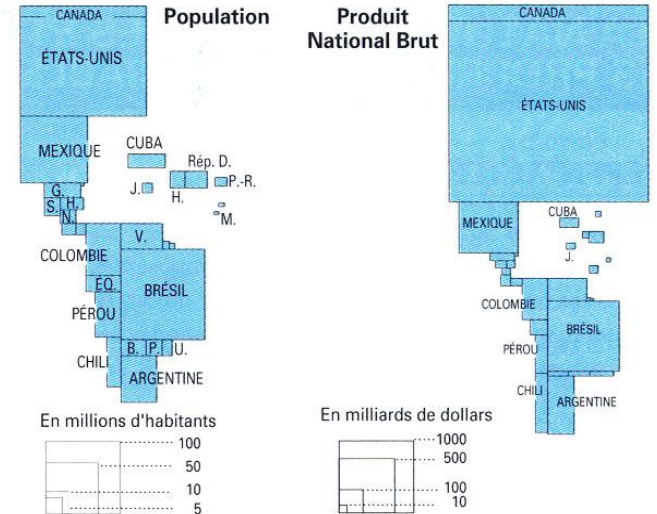 Population
CANADA
ÉTATS-UNIS
MEXIQUE
CUBA
Rép. D.
J.
H.
P.-R.
M.
G.
S.
H.
N.
V.
COLOMBIE
ÉQ.
BRÉSIL
PÉROU
B.
P.
U.
CHILI
ARGENTINE
En millions d'habitants
100
50
10
5
Produit
National Brut
CANADA
ÉTATS-UNIS
MEXIQUE
CUBA
J.
COLOMBIE
BRÉSIL
PÉROU
CHILI
ARGENTINE
En milliards de dollars
1000
500
100
10